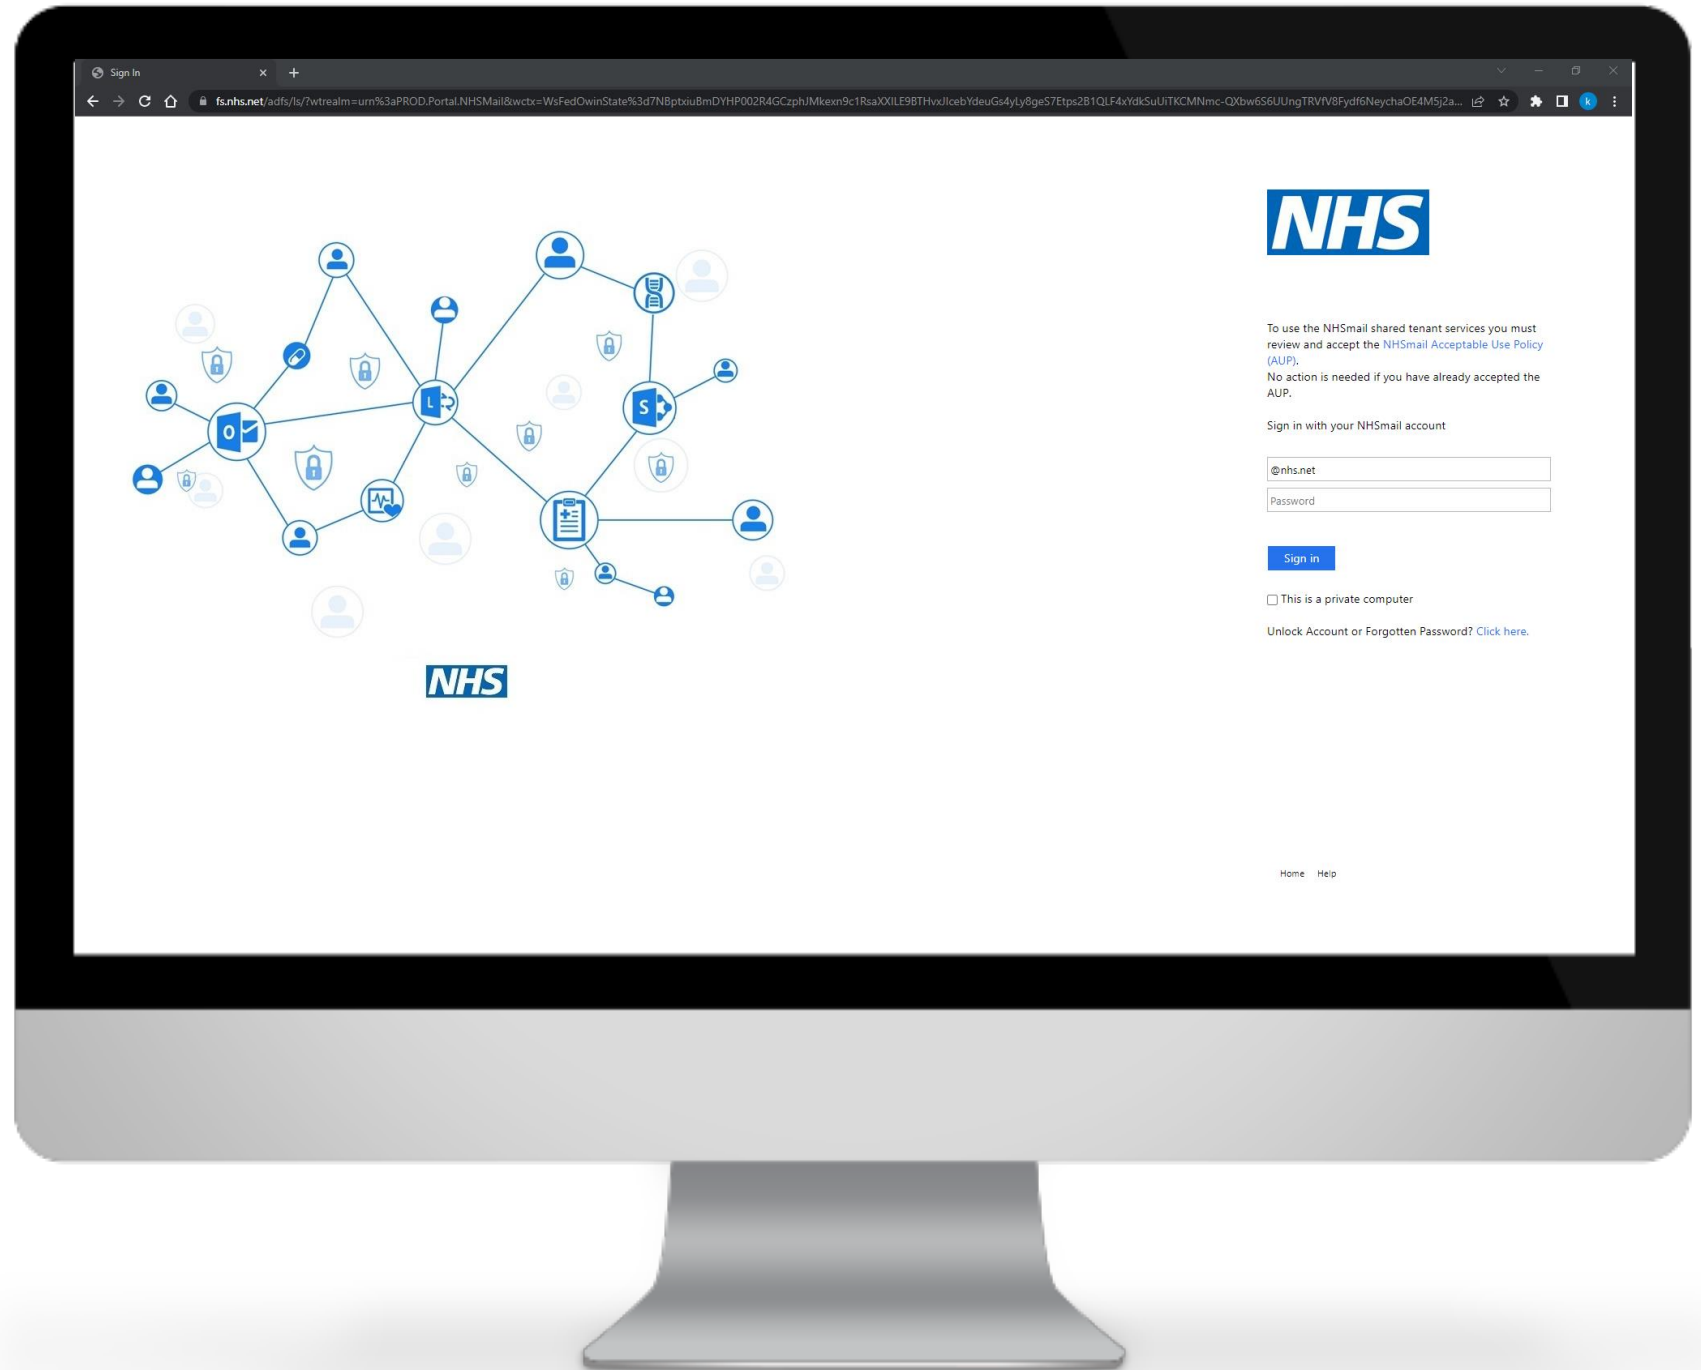 Sign In
fs.nhs.net/adfs/ls/?wtrealm=urn%3aPROD.Portal.NHSMail&wctx=WsFedOwinState%3d7NBptxiuBmDYHP002R4GCzphJMkexn9c1RsaXXILE9BTHvxJlcebYdeuGs4yLy8geS7Etps2B1QLF4xYdkSuUiTKCMNmc-QXbw6S6UUngTRVfV8Fydf6NeychaOE4M5j2a...
k
NHS
To use the NHSmail shared tenant services you must
review and accept the NHSmail Acceptable Use Policy
(AUP).
No action is needed if you have already accepted the
AUP.
Sign in with your NHSmail account
@nhs.net
Password
Sign in
This is a private computer
Unlock Account or Forgotten Password? Click here.
L
S
O
NHS
Home Help